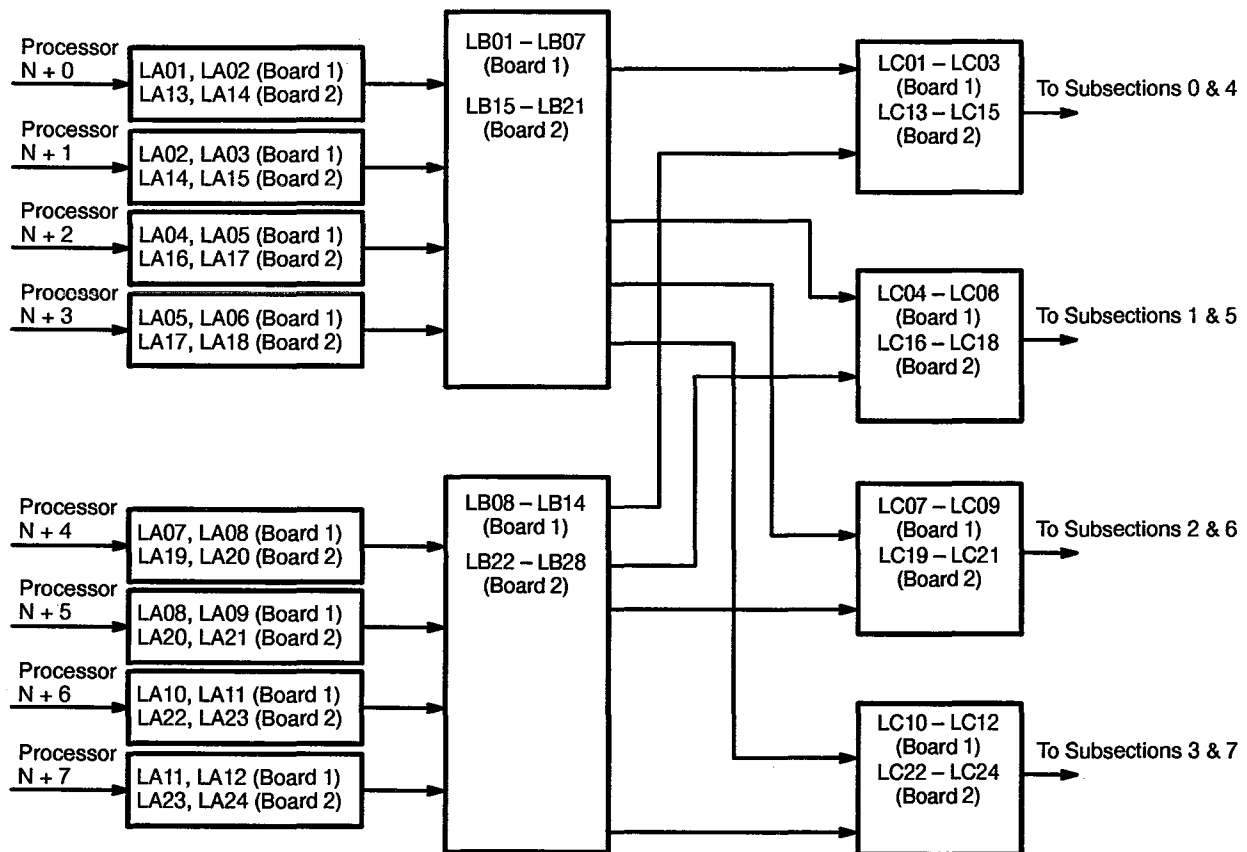 Processor
N + 0
LA01, LA02 (Board 1)
LA13, LA14 (Board 2)
Processor
N + 1
LA02, LA03 (Board 1)
LA14, LA15 (Board 2)
Processor
N + 2
LA04, LA05 (Board 1)
LA16, LA17 (Board 2)
Processor
N + 3
LA05, LA06 (Board 1)
LA17, LA18 (Board 2)
LB01 – LB07
(Board 1)
LB15 – LB21
(Board 2)
Processor
N + 4
LA07, LA08 (Board 1)
LA19, LA20 (Board 2)
Processor
N + 5
LA08, LA09 (Board 1)
LA20, LA21 (Board 2)
Processor
N + 6
LA10, LA11 (Board 1)
LA22, LA23 (Board 2)
Processor
N + 7
LA11, LA12 (Board 1)
LA23, LA24 (Board 2)
LB08 – LB14
(Board 1)
LB22 – LB28
(Board 2)
LC01 – LC03
(Board 1)
LC13 – LC15
(Board 2)
To Subsections 0 & 4
LC04 – LC06
(Board 1)
LC16 – LC18
(Board 2)
To Subsections 1 & 5
LC07 – LC09
(Board 1)
LC19 – LC21
(Board 2)
To Subsections 2 & 6
LC10 – LC12
(Board 1)
LC22 – LC24
(Board 2)
To Subsections 3 & 7